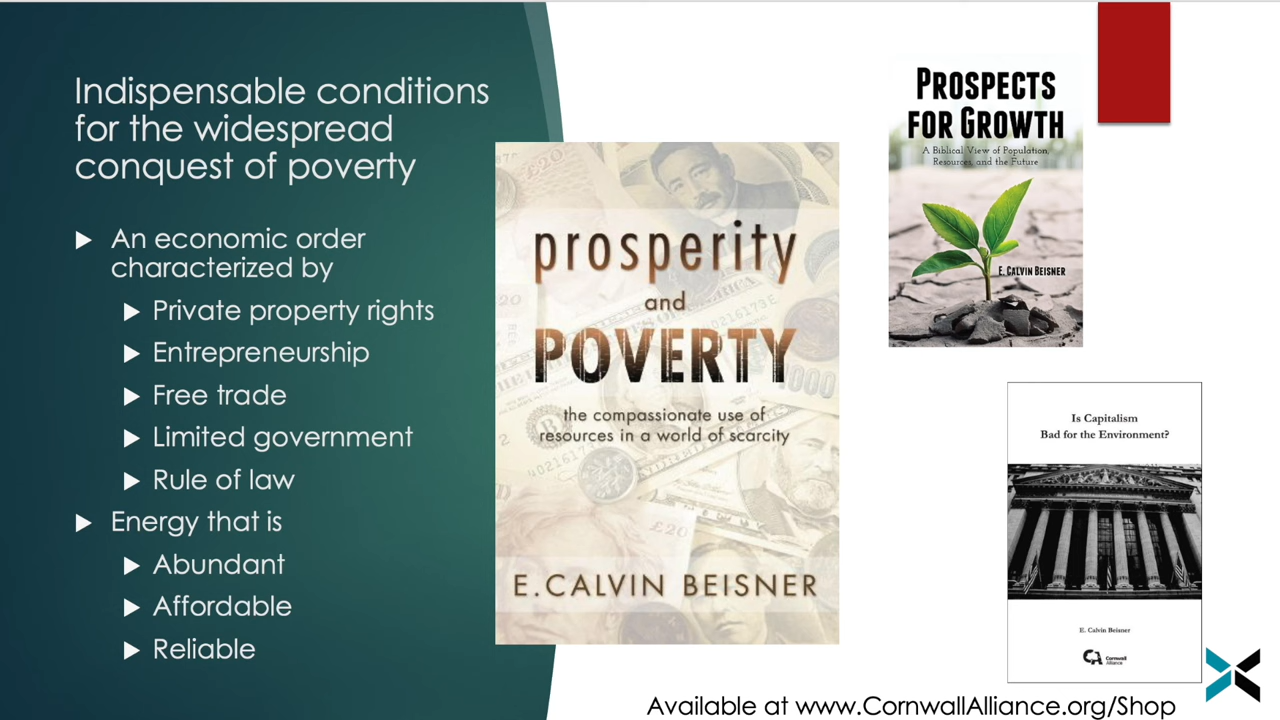 Indispensable conditions
for the widespread
conquest of poverty
An economic order
characterized by
Private property rights
Entrepreneurship
Free trade
Limited government
Rule of law
Energy that is
Abundant
Affordable
Reliable
prosperity
and
POVERTY
the compassionate use of
resources in a world of scarcity
E. CALVIN BEISNER
PROSPECTS
FOR GROWTH
A Biblical View of Population,
Resources, and the Future
E. CALVIN BEISNER
Is Capitalism
Bad for the Environment?
E. Calvin Beisner
CA Cornwall
Alliance
Available at www.CornwallAlliance.org/Shop